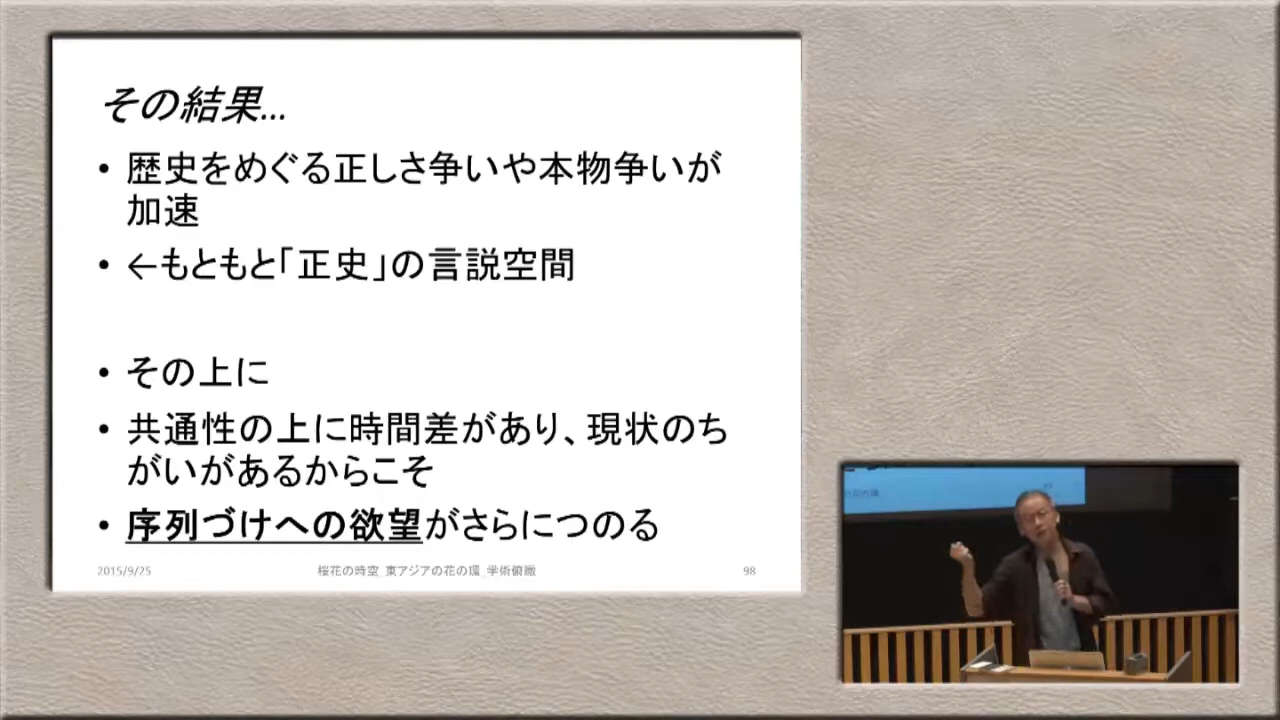 その結果...
• 歴史をめぐる正しさ争いや本物争いが
加速
• ←もともと「正史」の言説空間
• その上に
• 共通性の上に時間差があり、現状のち
がいがあるからこそ
• 序列づけへの欲望がさらにつのる
2015/9/25
桜花の時空_東アジアの花の環_学術俯瞰
98